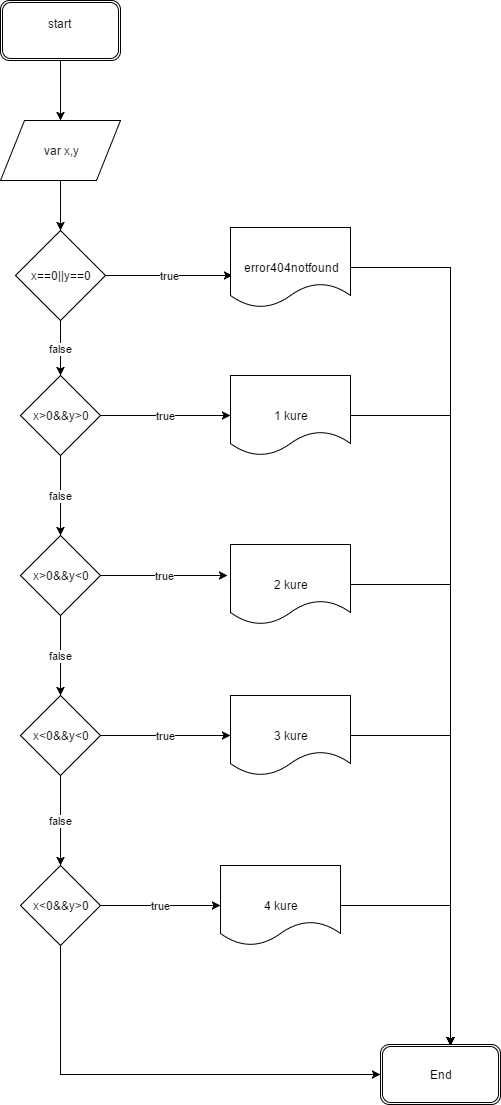 start
var x,y
x==0||y==0
true
error404notfound
false
x>0&&y>0
true
1 kure
false
x>0&&y<0
true
2 kure
false
x<0&&y<0
true
3 kure
false
x<0&&y>0
true
4 kure
End